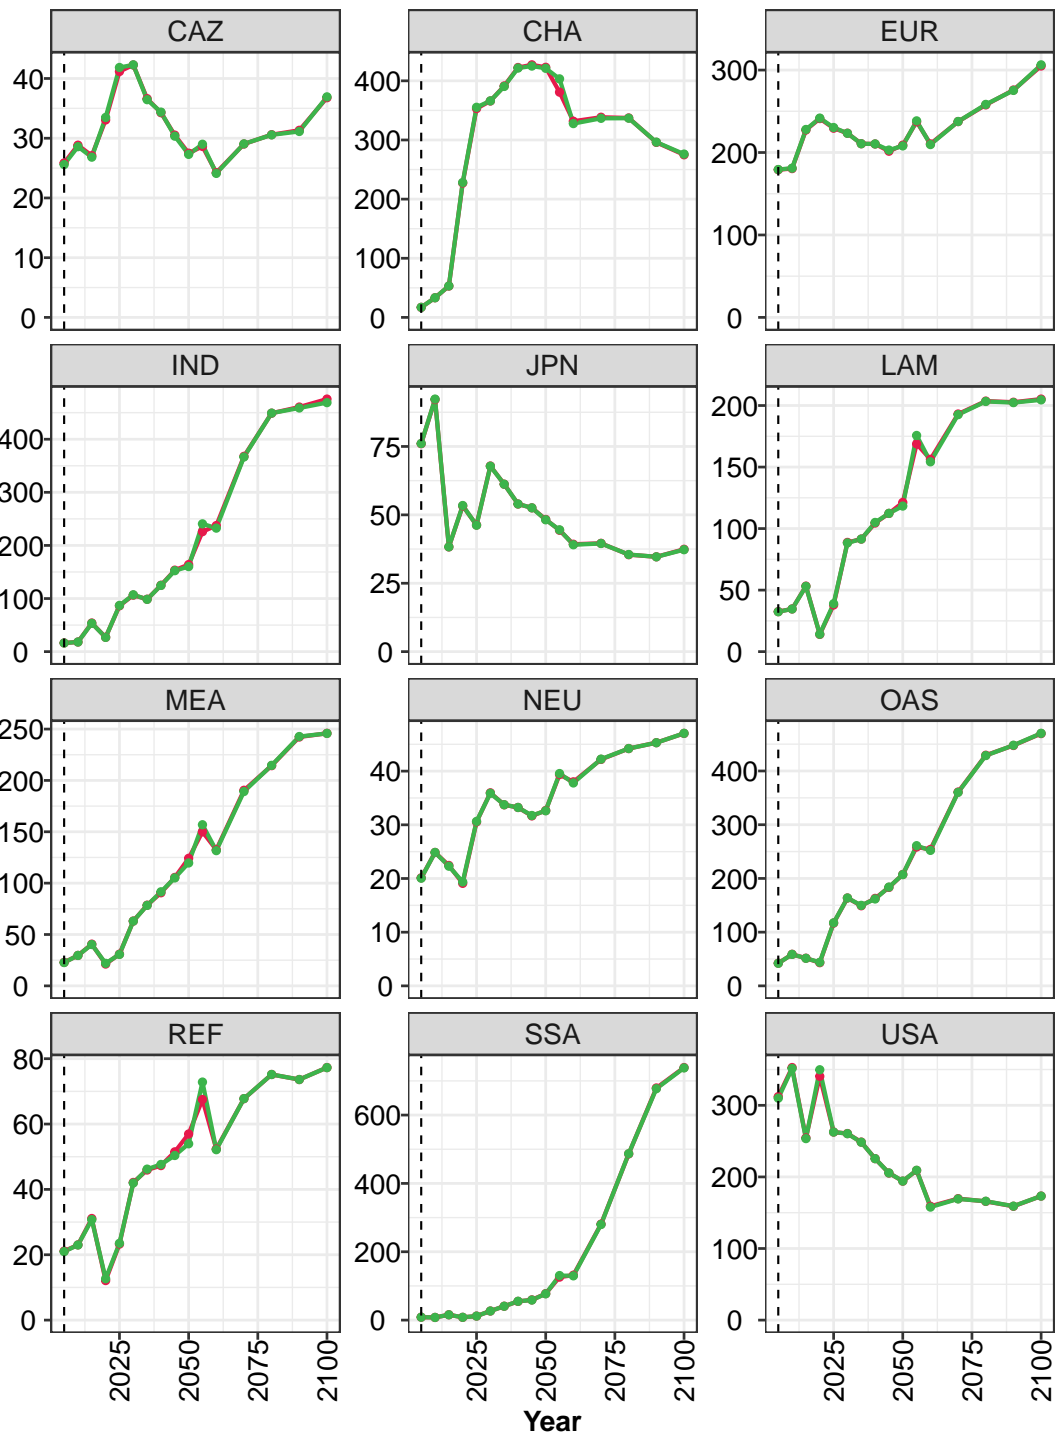 CAZ CHA EUR
40 400 300
30 300 200
20 200 100
10 100
0 0 0
IND JPN LAM
400 75 200
300 50 150
200 25 100
100 50
0 0 0
MEA NEU OAS
250 40 400
200 30 300
150 20 200
100 10 100
50
0 0 0
REF SSA USA
80 600 300
60 400 200
40 200 100
20
0 0 0
2025 2050 2075 2100 2025 2050 2075 2100 2025 2050 2075 2100
Year